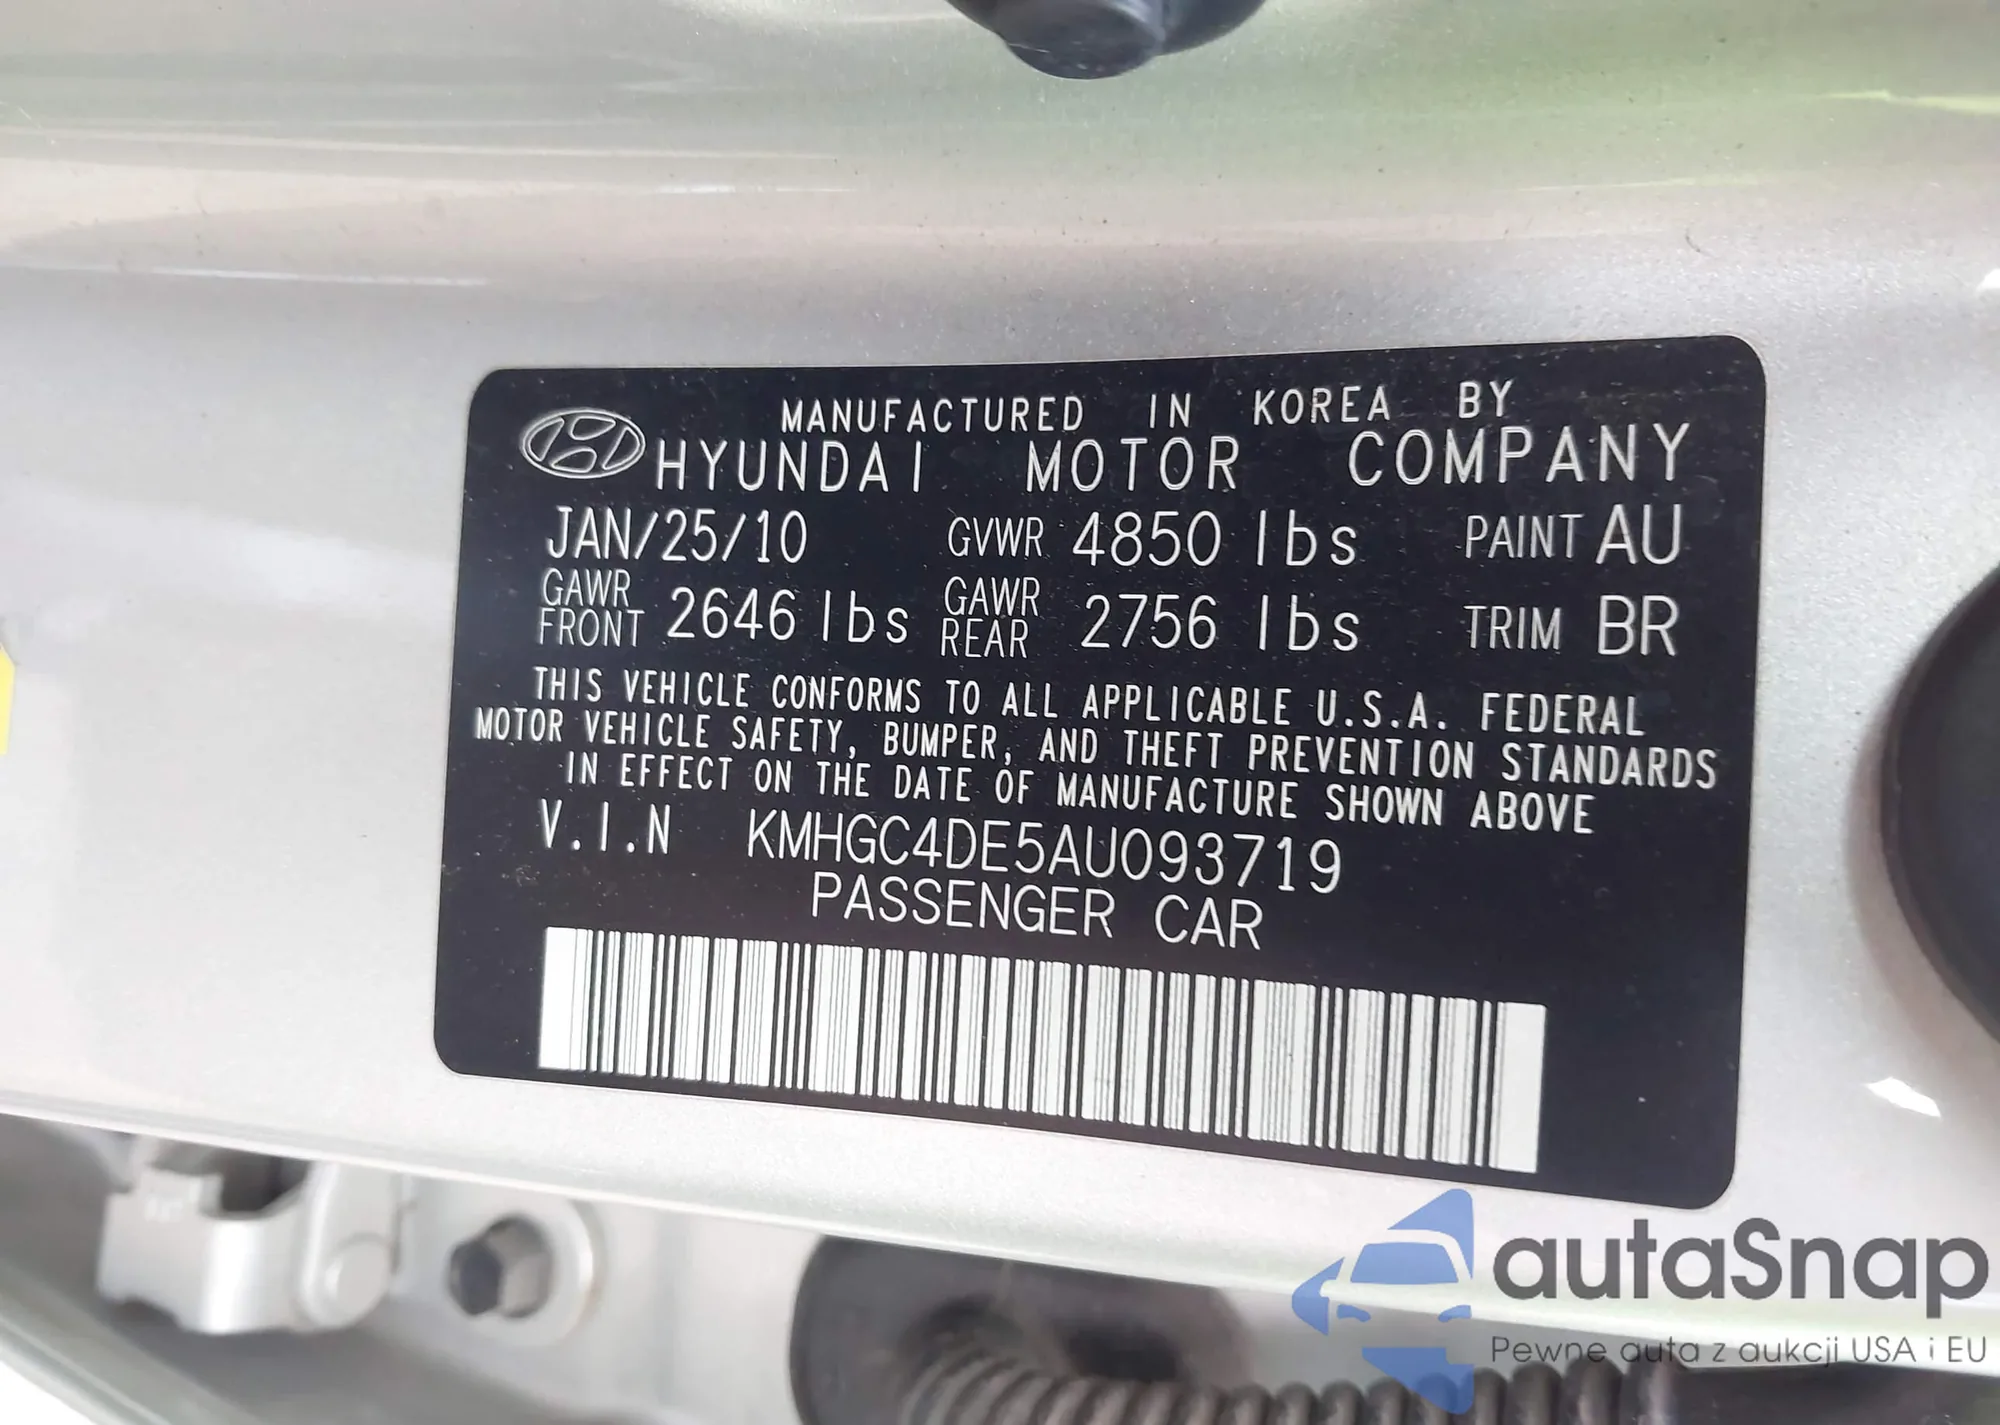 MANUFACTURED IN KOREA BY
HYUNDAI MOTOR COMPANY
JAN/25/10 GVWR 4850 lbs PAINT AU
GAWR FRONT 2646 lbs GAWR REAR 2756 lbs TRIM BR
THIS VEHICLE CONFORMS TO ALL APPLICABLE U.S.A. FEDERAL
MOTOR VEHICLE SAFETY, BUMPER, AND THEFT PREVENTION STANDARDS
IN EFFECT ON THE DATE OF MANUFACTURE SHOWN ABOVE
V.I.N KMHGC4DE5AU093719
PASSENGER CAR
autaSnap
Pewne auta z aukcji USA i EU